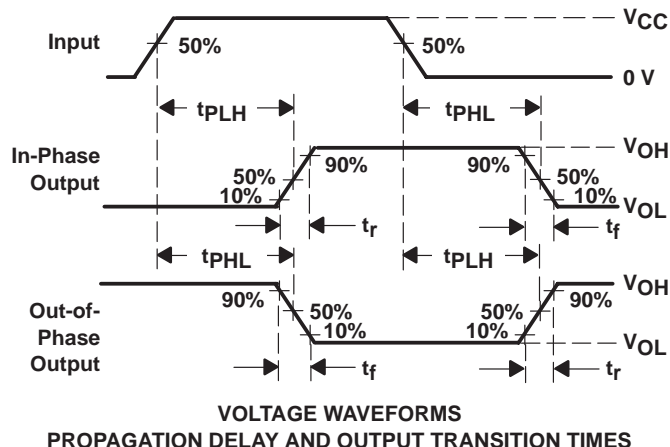 VCC
Input
50%
50%
0 V
tPLH
tPHL
In-Phase
Output
VOH
90%
90%
50%
50%
10%
10%
VOL
tr
tf
tPHL
tPLH
VOH
90%
90%
Out-of-
Phase
Output
50%
50%
10%
10%
VOL
tf
tr
VOLTAGE WAVEFORMS
PROPAGATION DELAY AND OUTPUT TRANSITION TIMES